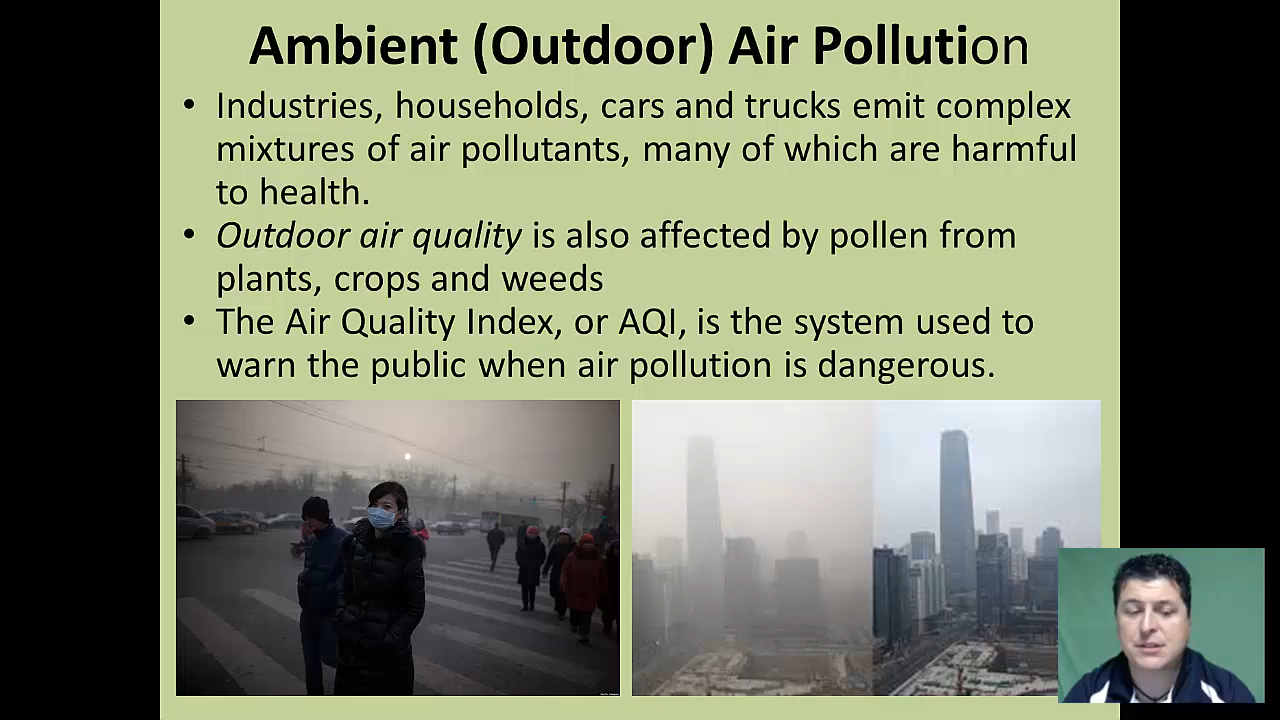 Ambient (Outdoor) Air Pollution
• Industries, households, cars and trucks emit complex
mixtures of air pollutants, many of which are harmful
to health.
• Outdoor air quality is also affected by pollen from
plants, crops and weeds
• The Air Quality Index, or AQI, is the system used to
warn the public when air pollution is dangerous.